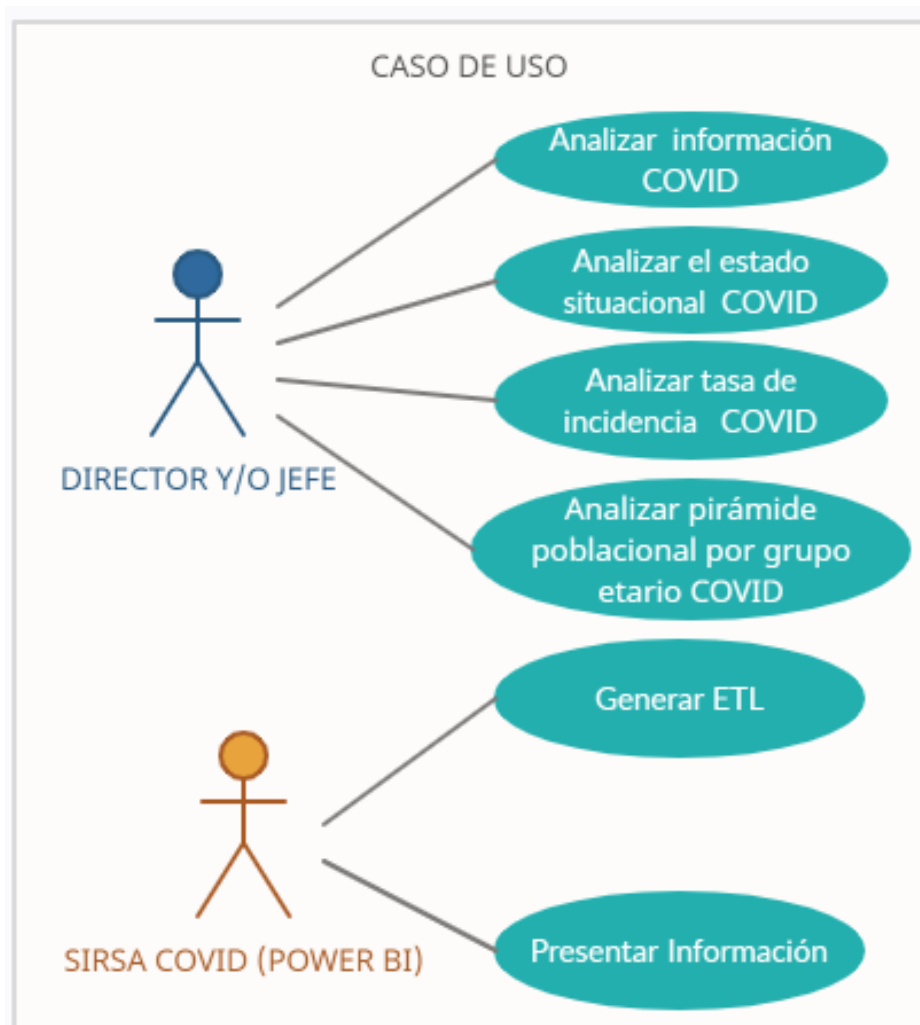 CASO DE USO
Analizar información
COVID
Analizar el estado
situacional COVID
Analizar tasa de
incidencia COVID
DIRECTOR Y/O JEFE
Analizar pirámide
poblacional por grupo
etario COVID
Generar ETL
SIRSA COVID (POWER BI)
Presentar Información